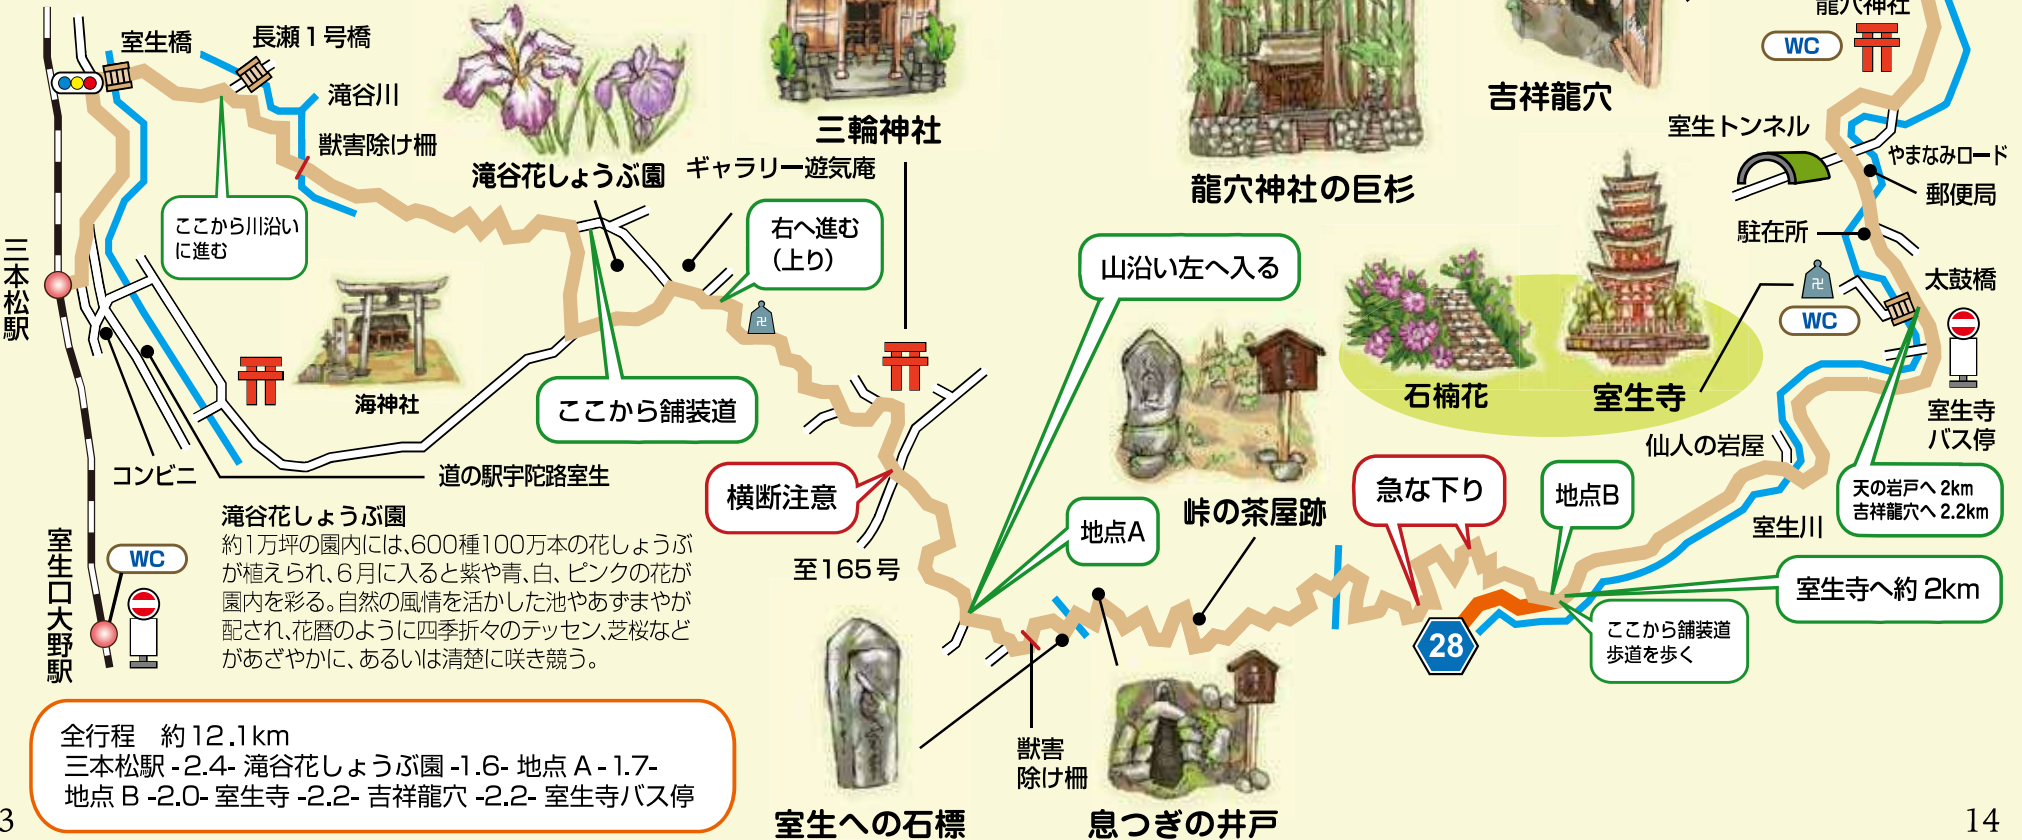 龍穴神社
WC
室生橋
長瀬1号橋
滝谷川
獣害除け柵
ここから川沿い
に進む
三本松駅
滝谷花しょうぶ園
ギャラリー遊気庵
三輪神社
右へ進む
(上り)
龍穴神社の巨杉
吉祥龍穴
室生トンネル
やまなみロード
郵便局
駐在所
卍
WC
太鼓橋
山沿い左へ入る
石楠花
室生寺
室生寺
バス停
卍
海神社
ここから舗装道
コンビニ
道の駅宇陀路室生
横断注意
至165号
地点A
峠の茶屋跡
急な下り
地点B
仙人の岩屋
室生川
天の岩戸へ 2km
吉祥龍穴へ 2.2km
室生寺へ約 2km
ここから舗装道
歩道を歩く
28
室生口大野駅
WC
滝谷花しょうぶ園
約1万坪の園内には、600種100万本の花しょうぶ
が植えられ、6月に入ると紫や青、白、ピンクの花が
園内を彩る。自然の風情を活かした池やあずまやが
配され、花暦のように四季折々のテッセン、芝桜など
があざやかに、あるいは清楚に咲き競う。
全行程　約12.1km
三本松駅 -2.4- 滝谷花しょうぶ園 -1.6- 地点 A -1.7-
地点 B -2.0- 室生寺 -2.2- 吉祥龍穴 -2.2- 室生寺バス停
室生への石標
獣害
除け柵
息つぎの井戸
3
14